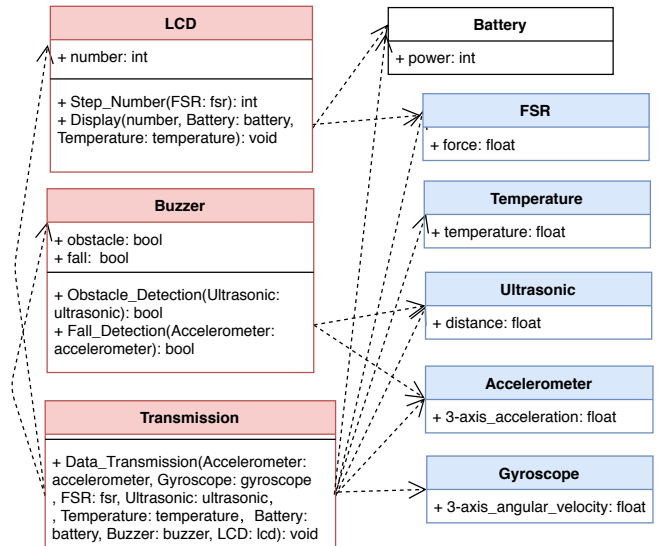 LCD
+ number: int
+ Step_Number(FSR: fsr): int
+ Display(number, Battery: battery,
Temperature: temperature): void
Battery
+ power: int
FSR
+ force: float
Buzzer
+ obstacle: bool
+ fall: bool
+ Obstacle_Detection(Ultrasonic:
ultrasonic): bool
+ Fall_Detection(Accelerometer:
accelerometer): bool
Temperature
+ temperature: float
Ultrasonic
+ distance: float
Accelerometer
+ 3-axis_acceleration: float
Transmission
+ Data_Transmission(Accelerometer:
accelerometer, Gyroscope: gyroscope
, FSR: fsr, Ultrasonic: ultrasonic,
, Temperature: temperature, Battery:
battery, Buzzer: buzzer, LCD: lcd): void
Gyroscope
+ 3-axis_angular_velocity: float